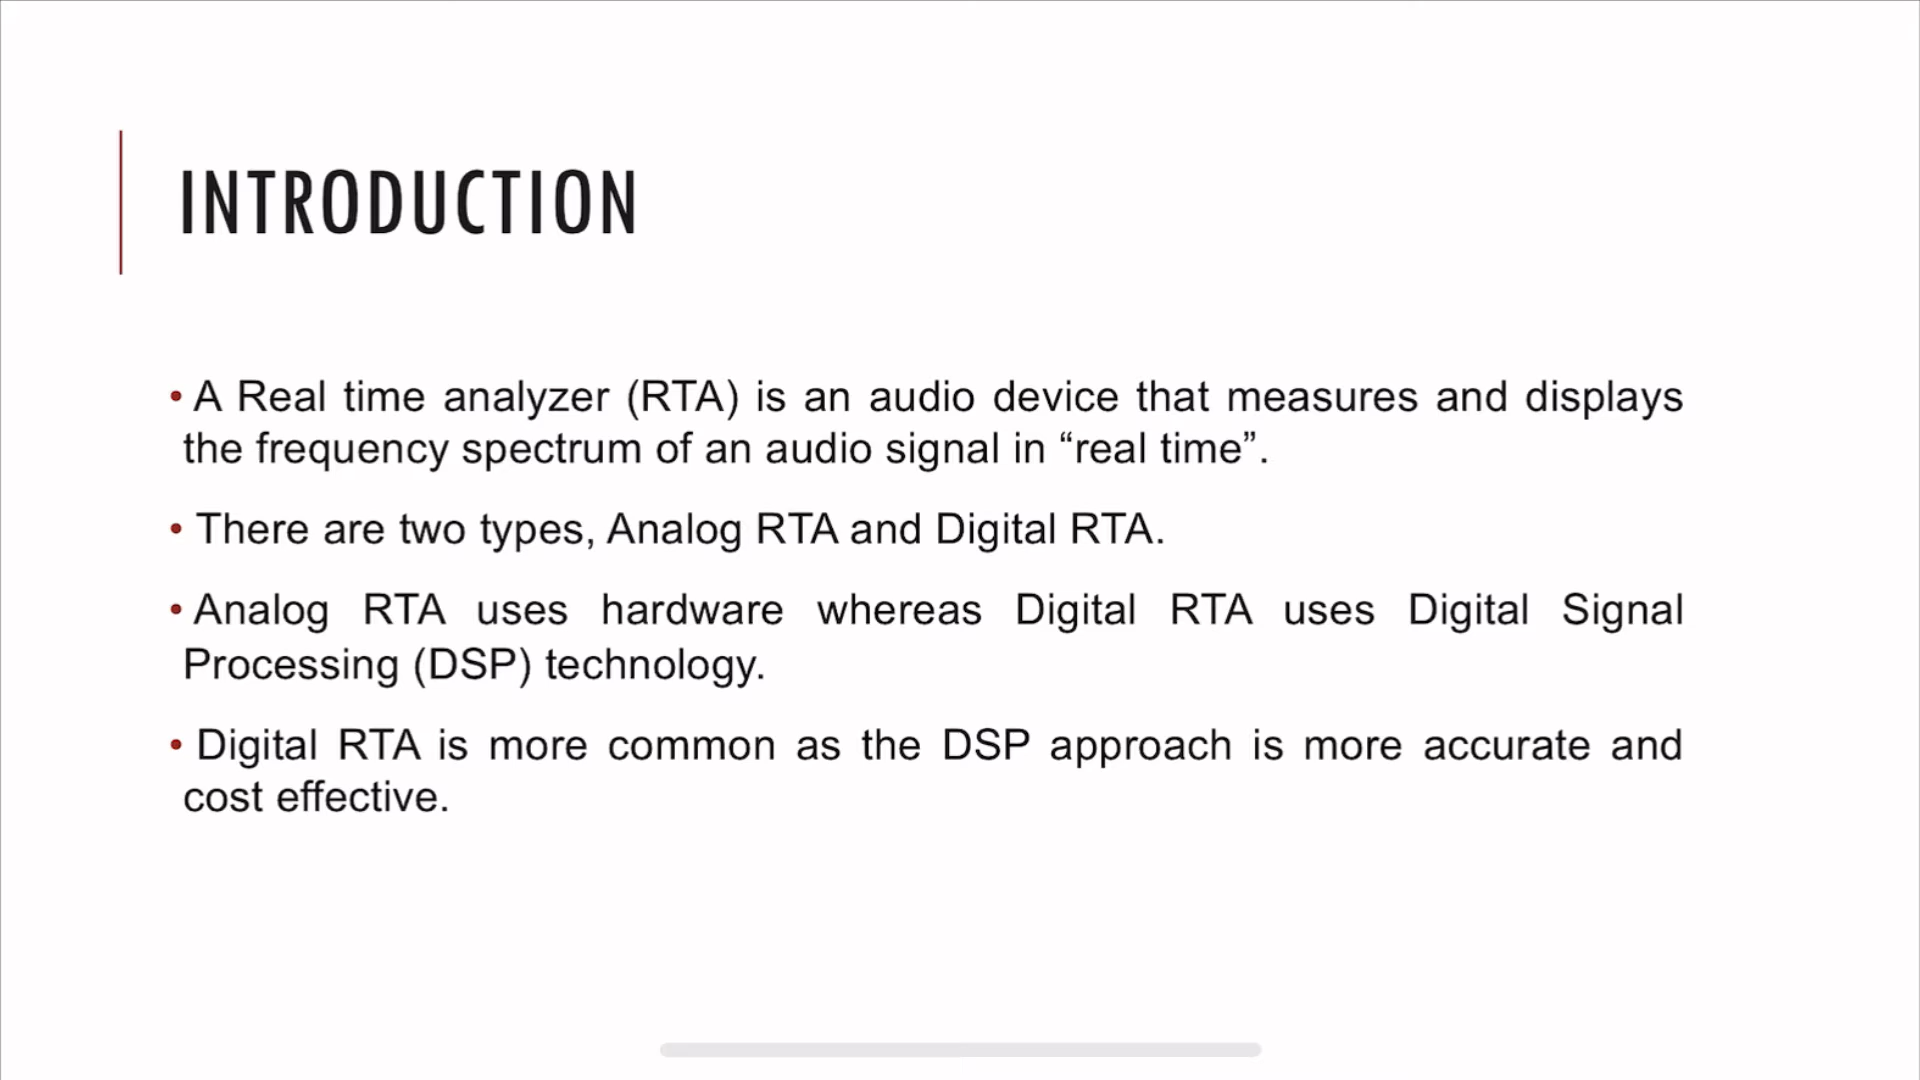 INTRODUCTION
• A Real time analyzer (RTA) is an audio device that measures and displays
the frequency spectrum of an audio signal in “real time”.
• There are two types, Analog RTA and Digital RTA.
• Analog RTA uses hardware whereas Digital RTA uses Digital Signal
Processing (DSP) technology.
• Digital RTA is more common as the DSP approach is more accurate and
cost effective.